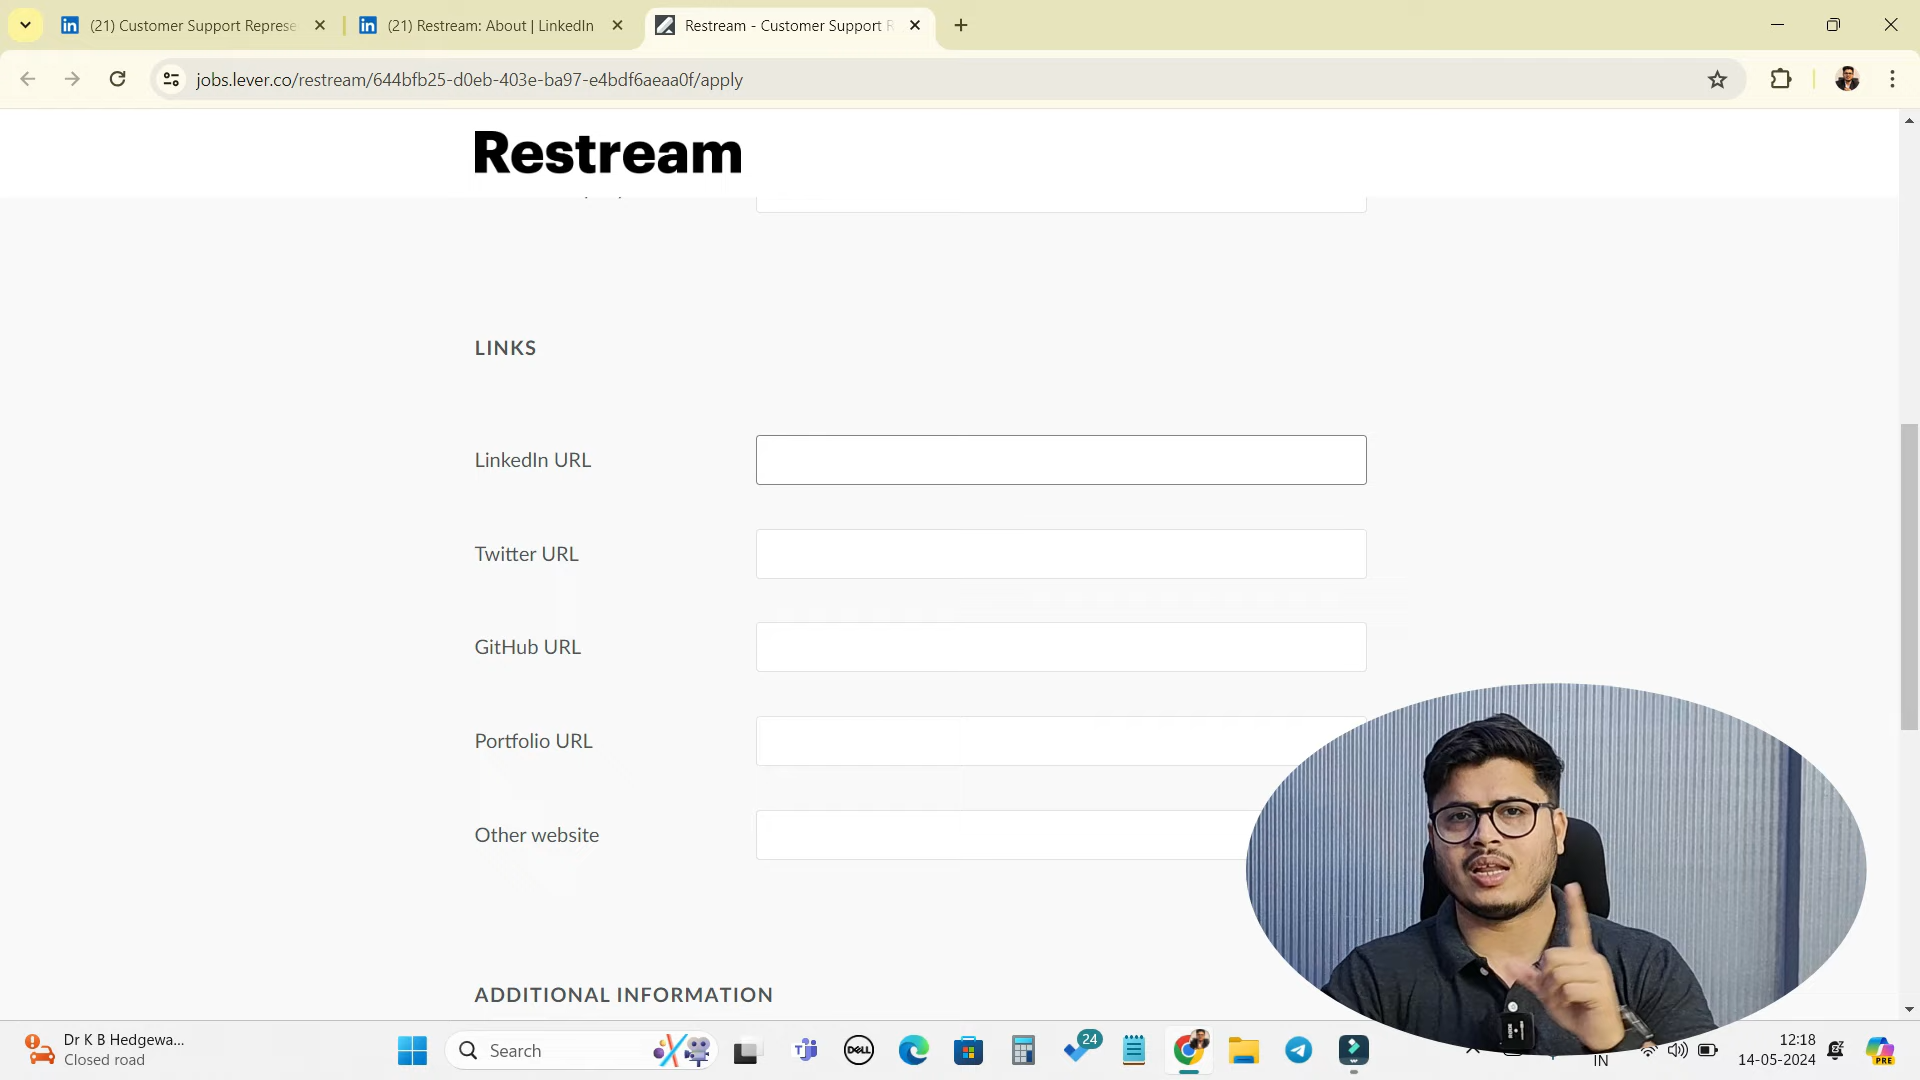 (21) Customer Support Represe
(21) Restream: About | LinkedIn
Restream - Customer Support R
jobs.lever.co/restream/644bfb25-d0eb-403e-ba97-e4bdf6aeaa0f/apply
Restream
LINKS
LinkedIn URL
Twitter URL
GitHub URL
Portfolio URL
Other website
ADDITIONAL INFORMATION
Dr K B Hedgewa...
Closed road
Search
DELL
24
IN
12:18
14-05-2024
PRE